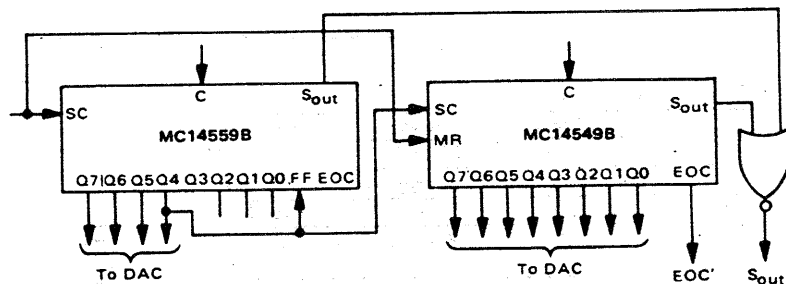 C
Sout
SC
MC14559B
Q7 Q6 Q5 Q4 Q3 Q2 Q1 Q0 FF EOC
To DAC
C
SC
Sout
MR
MC14549B
Q7 Q6 Q5 Q4 Q3 Q2 Q1 Q0
EOC
To DAC
EOC'
Sout